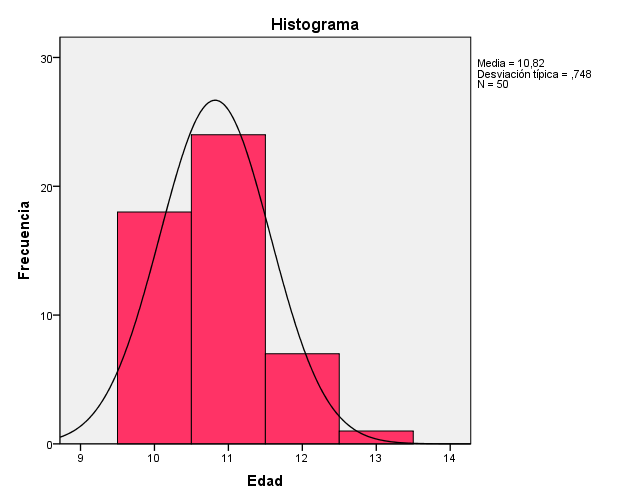 Histograma
Media = 10,82
Desviación típica = ,748
N = 50
30
20
10
0
Frecuencia
9 10 11 12 13 14
Edad